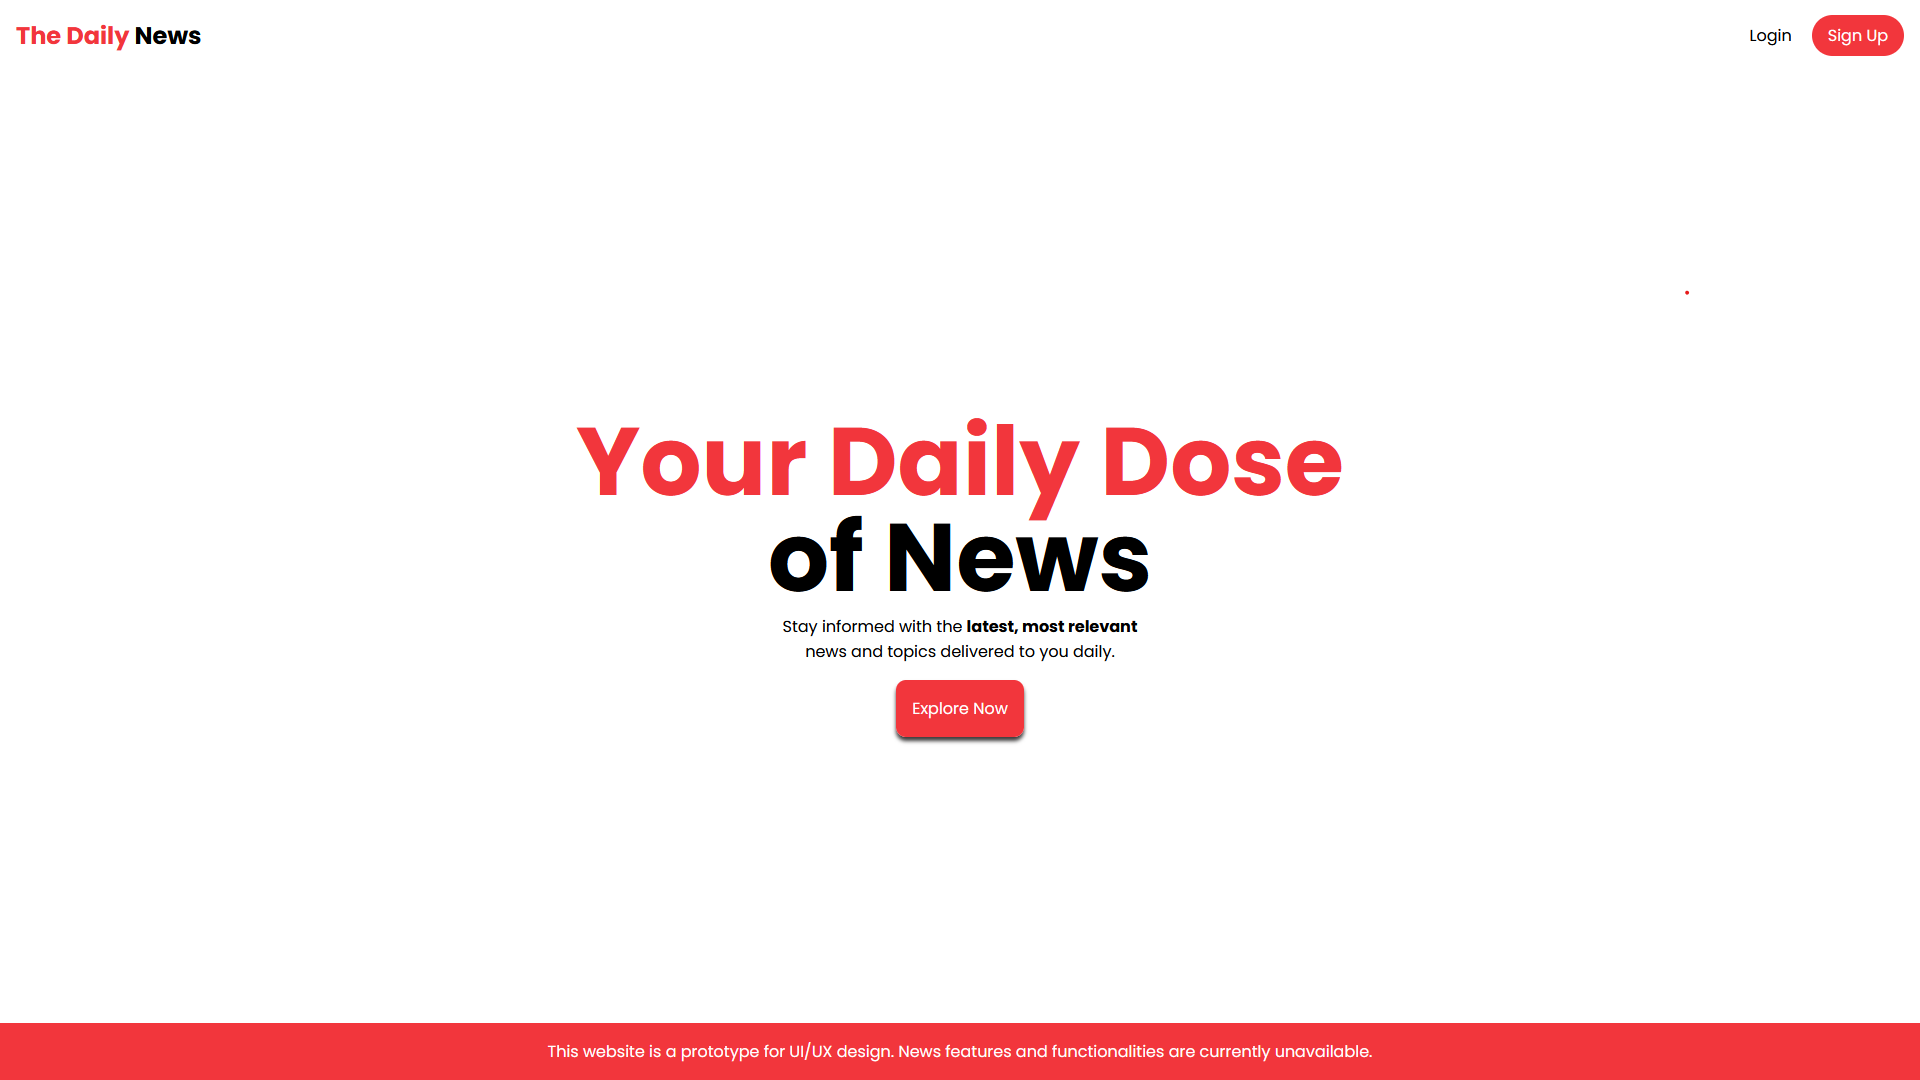 The Daily News
Login
Sign Up
Your Daily Dose
of News
Stay informed with the latest, most relevant
news and topics delivered to you daily.
Explore Now
This website is a prototype for UI/UX design. News features and functionalities are currently unavailable.